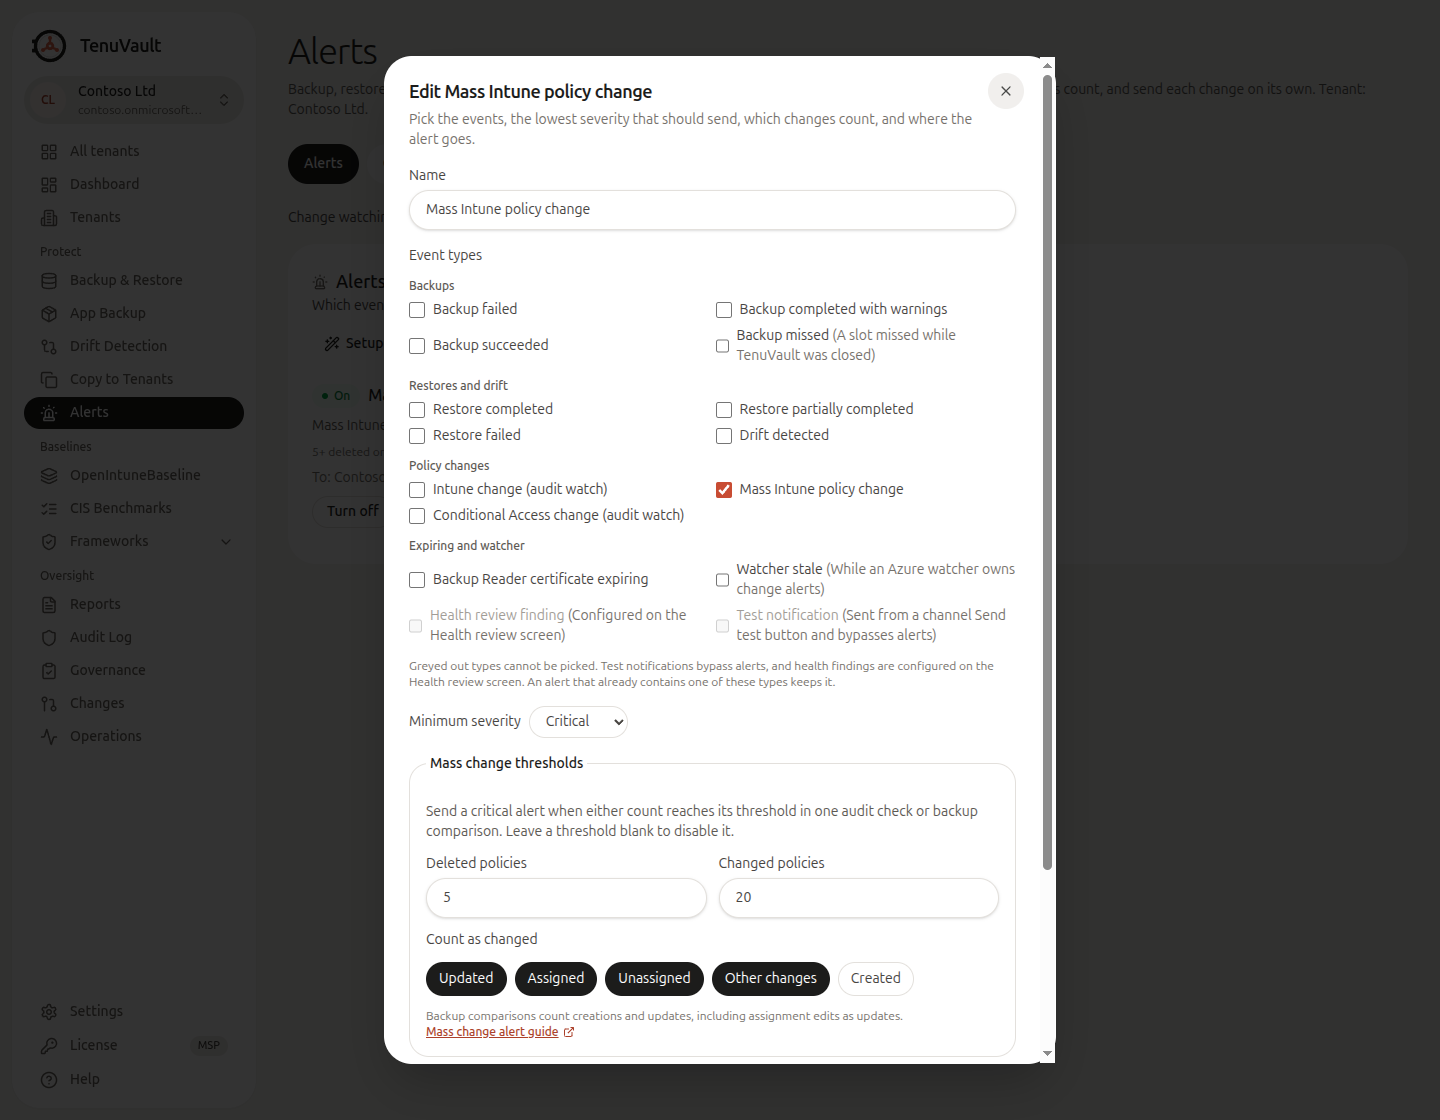 TenuVault
CL
Contoso Ltd
contoso.onmicrosoft...
All tenants
Dashboard
Tenants
Protect
Backup & Restore
App Backup
Drift Detection
Copy to Tenants
Alerts
Baselines
OpenIntuneBaseline
CIS Benchmarks
Frameworks
Oversight
Reports
Audit Log
Governance
Changes
Operations
Settings
License
MSP
Help
Alerts
Backup, restore
s count, and send each change on its own. Tenant:
Contoso Ltd.
Alerts
Change watchin
Alerts
Which even
Setup
On
Ma
Mass Intune
5+ deleted or
To: Contoso
Turn off
Edit Mass Intune policy change
Pick the events, the lowest severity that should send, which changes count, and where the
alert goes.
Name
Mass Intune policy change
Event types
Backups
Backup failed
Backup completed with warnings
Backup succeeded
Backup missed (A slot missed while
TenuVault was closed)
Restores and drift
Restore completed
Restore partially completed
Restore failed
Drift detected
Policy changes
Intune change (audit watch)
Mass Intune policy change
Conditional Access change (audit watch)
Expiring and watcher
Backup Reader certificate expiring
Watcher stale (While an Azure watcher owns
change alerts)
Health review finding (Configured on the
Health review screen)
Test notification (Sent from a channel Send
test button and bypasses alerts)
Greyed out types cannot be picked. Test notifications bypass alerts, and health findings are configured on the
Health review screen. An alert that already contains one of these types keeps it.
Minimum severity
Critical
Mass change thresholds
Send a critical alert when either count reaches its threshold in one audit check or backup
comparison. Leave a threshold blank to disable it.
Deleted policies
Changed policies
5
20
Count as changed
Updated
Assigned
Unassigned
Other changes
Created
Backup comparisons count creations and updates, including assignment edits as updates.
Mass change alert guide